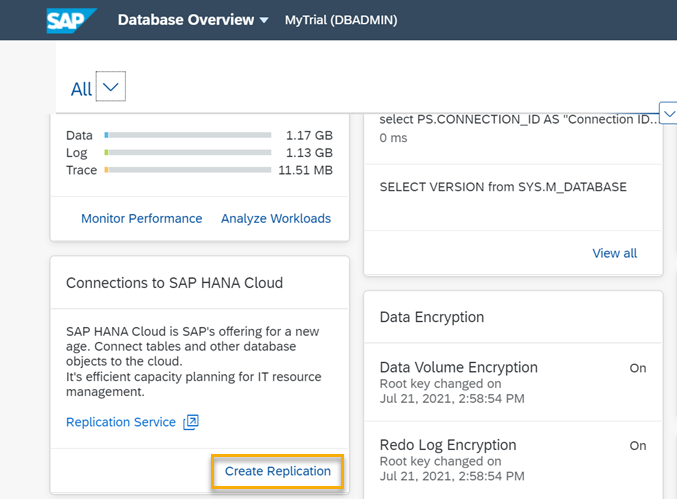 SAP Database Overview MyTrial (DBADMIN)
All
Data 1.17 GB
Log 1.13 GB
Trace 11.51 MB
Monitor Performance Analyze Workloads
Connections to SAP HANA Cloud
SAP HANA Cloud is SAP's offering for a new
age. Connect tables and other database
objects to the cloud.
It's efficient capacity planning for IT resource
management.
Replication Service
Create Replication
select PS.CONNECTION_ID AS "Connection ID...
0 ms
SELECT VERSION from SYS.M_DATABASE
View all
Data Encryption
Data Volume Encryption On
Root key changed on
Jul 21, 2021, 2:58:54 PM
Redo Log Encryption On
Root key changed on
Jul 21, 2021, 2:58:54 PM